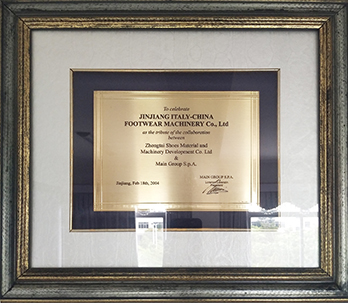 To celebrate
JINJIANG ITALY-CHINA
FOOTWEAR MACHINERY Co., Ltd
as the tribute of the collaboration
between
Zhengtai Shoes Material and
Machinery Development Co. Ltd
&
Main Group S.p.A.
Jinjiang, Feb 18th, 2004
MAIN GROUP S.P.A.